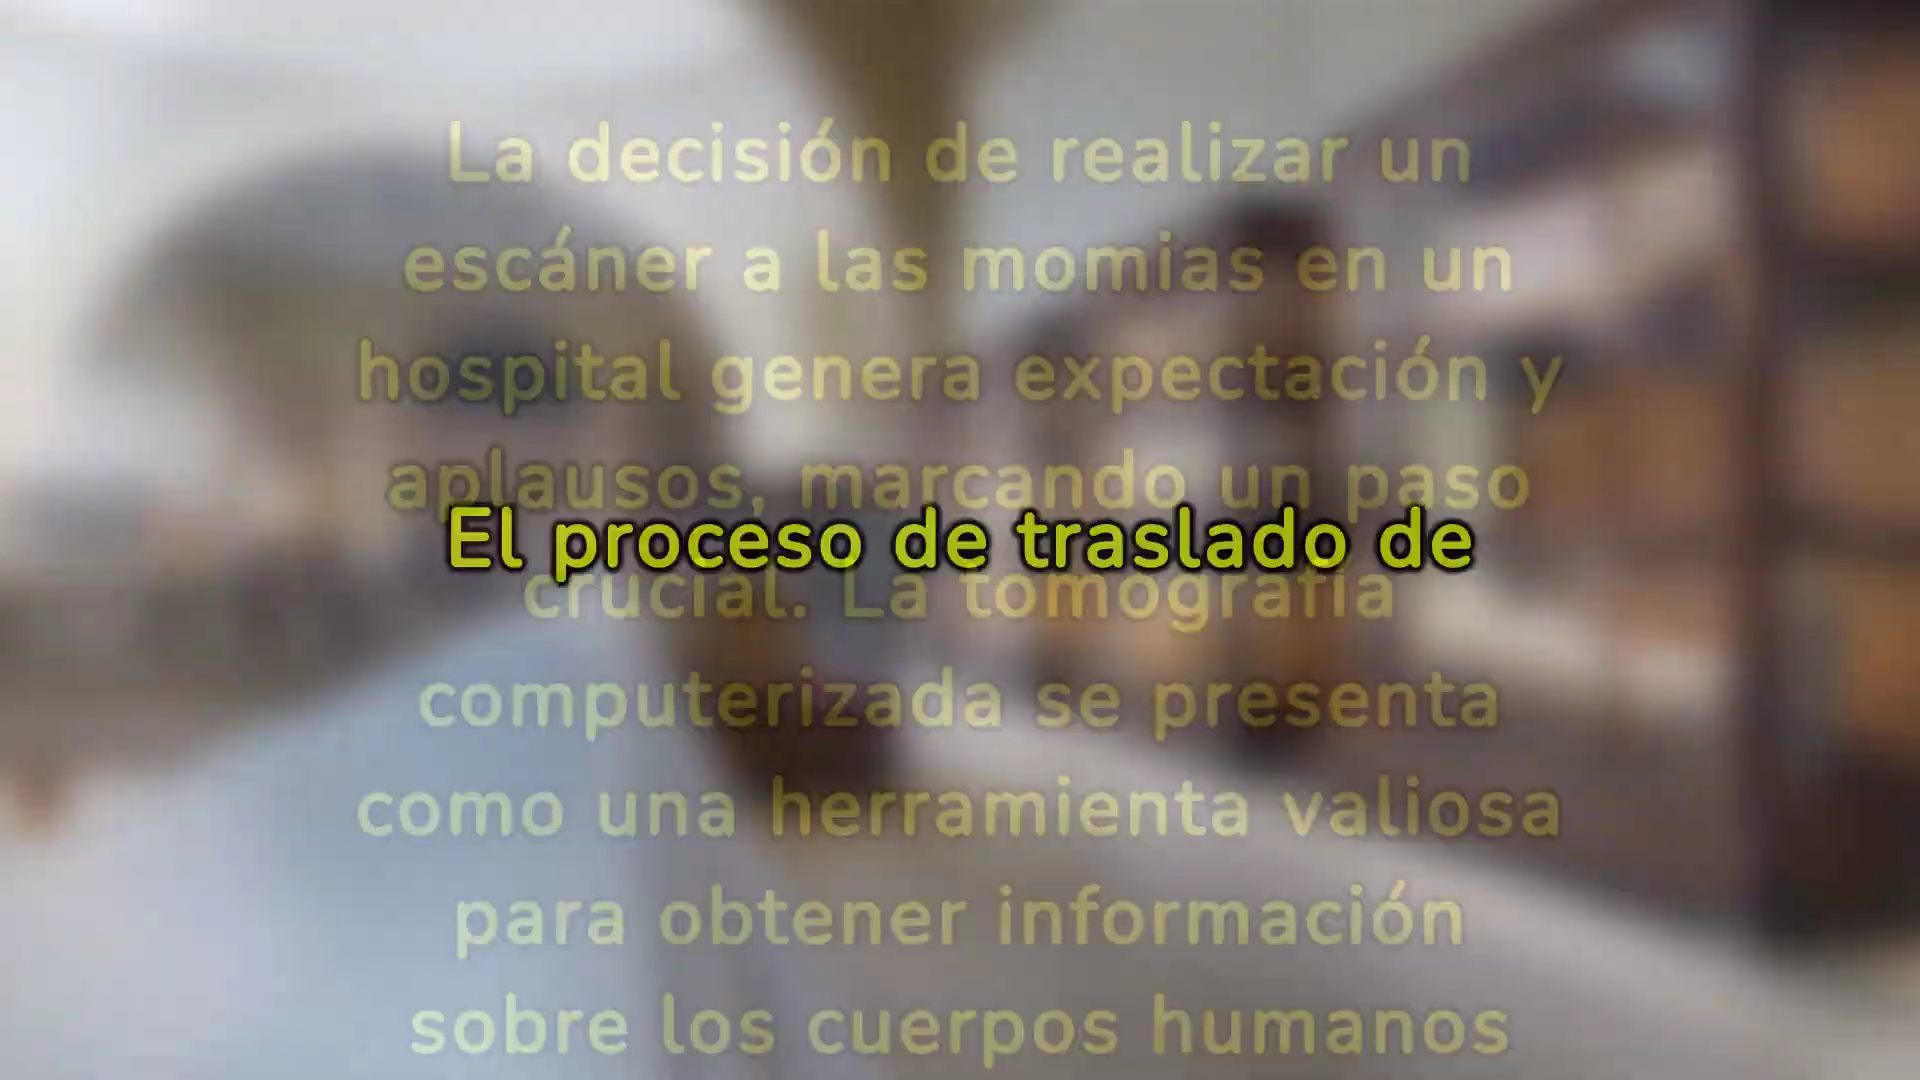 La decisión de realizar un
escáner a las momias en un
hospital genera expectación y
aplausos, marcando un paso
El proceso de traslado de
crucial. La tomografía
computerizada se presenta
como una herramienta valiosa
para obtener información
sobre los cuerpos humanos